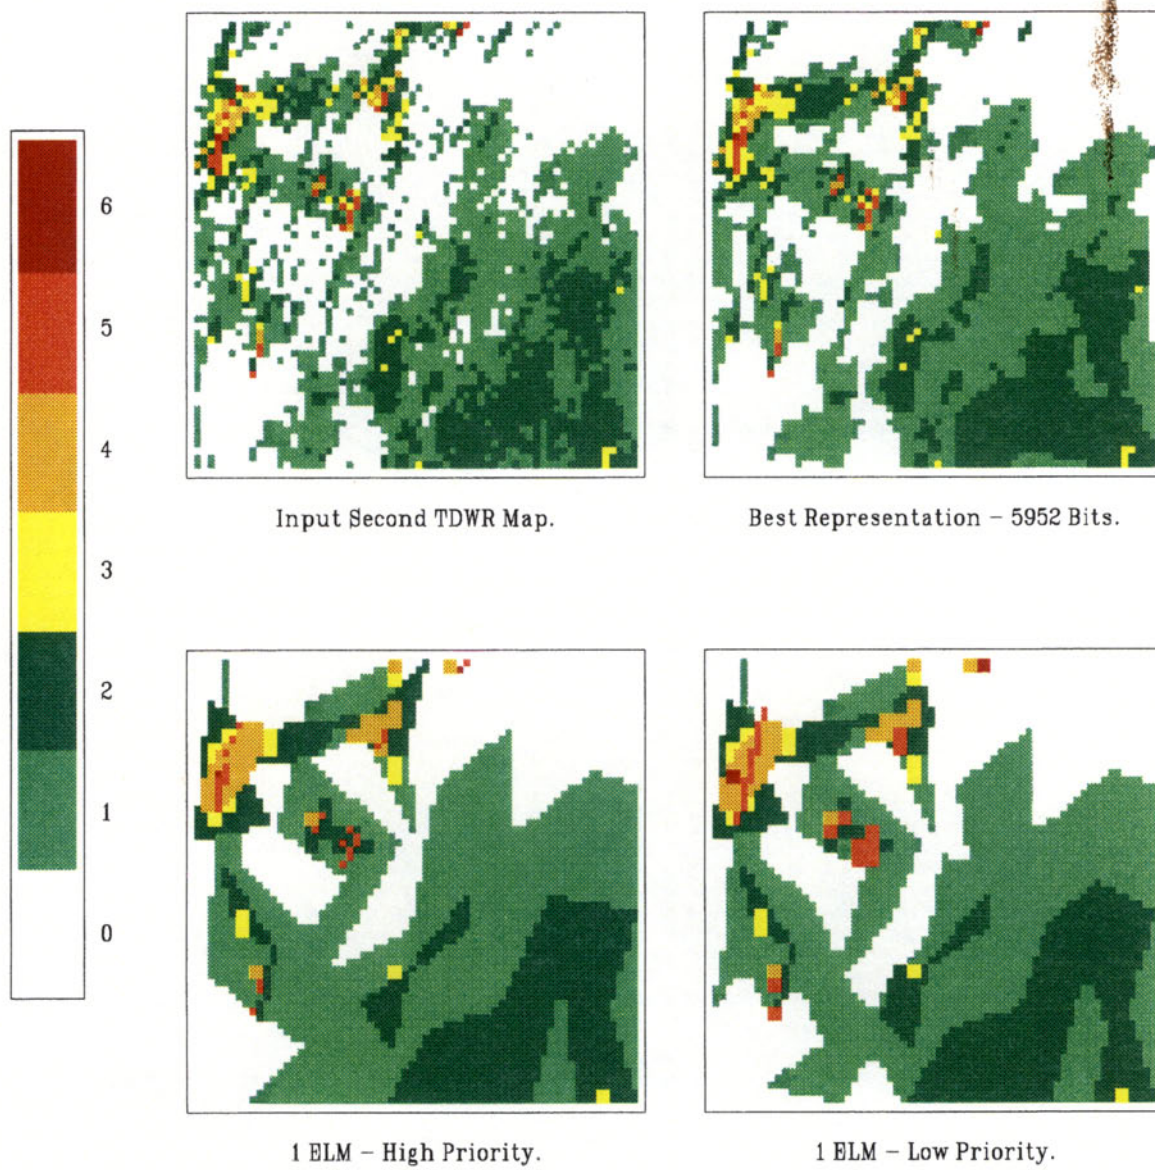 6
5
4
3
2
1
0
Input Second TDWR Map.
Best Representation – 5952 Bits.
1 ELM – High Priority.
1 ELM – Low Priority.